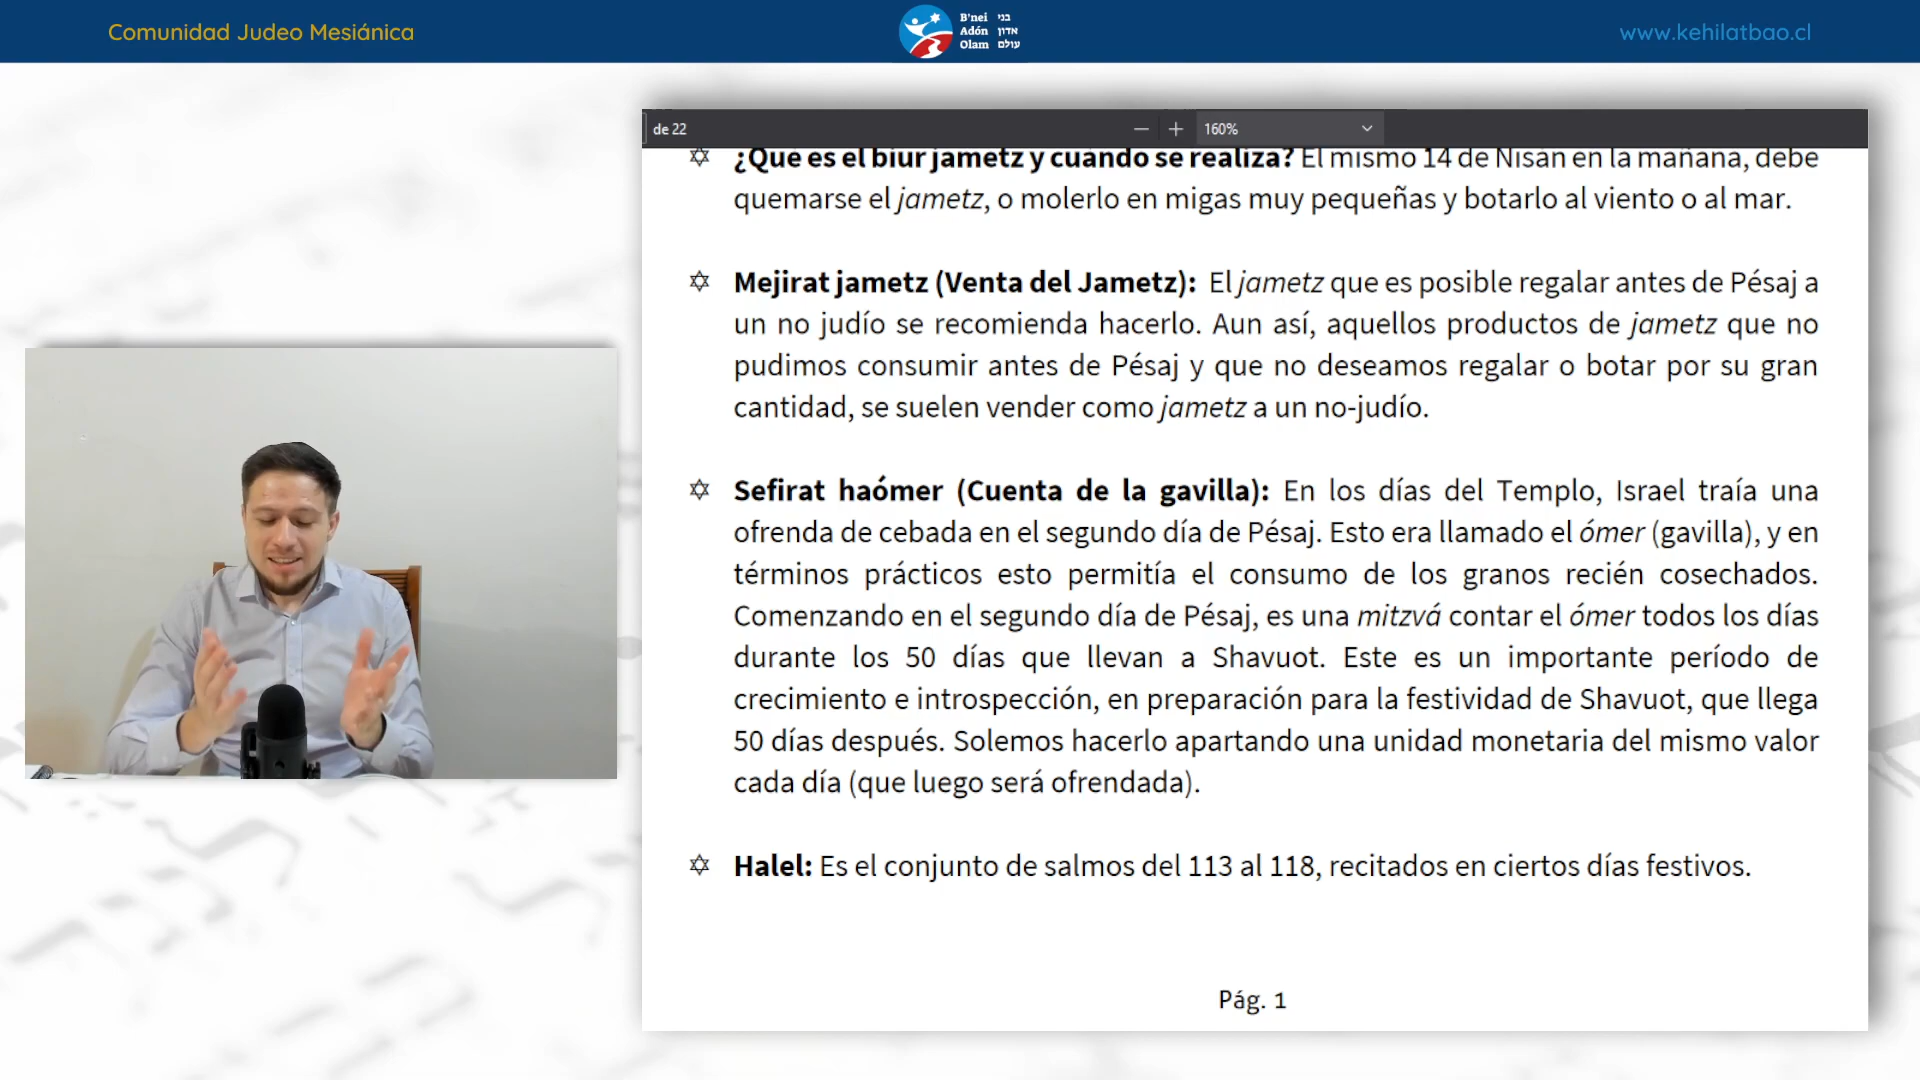 Comunidad Judeo Mesiánica
B'nei
Adón
Olam
בני
אדון
עולם
www.kehilatbao.cl
de 22
160%
¿Qué es el biur jametz y cuándo se realiza? El mismo 14 de Nisán en la mañana, debe
quemarse el jametz, o molerlo en migas muy pequeñas y botarlo al viento o al mar.
Mejirat jametz (Venta del Jametz): El jametz que es posible regalar antes de Pésaj a
un no judío se recomienda hacerlo. Aun así, aquellos productos de jametz que no
pudimos consumir antes de Pésaj y que no deseamos regalar o botar por su gran
cantidad, se suelen vender como jametz a un no-judío.
Sefirat haómer (Cuenta de la gavilla): En los días del Templo, Israel traía una
ofrenda de cebada en el segundo día de Pésaj. Esto era llamado el ómer (gavilla), y en
términos prácticos esto permitía el consumo de los granos recién cosechados.
Comenzando en el segundo día de Pésaj, es una mitzvá contar el ómer todos los días
durante los 50 días que llevan a Shavuot. Este es un importante período de
crecimiento e introspección, en preparación para la festividad de Shavuot, que llega
50 días después. Solemos hacerlo apartando una unidad monetaria del mismo valor
cada día (que luego será ofrendada).
Halel: Es el conjunto de salmos del 113 al 118, recitados en ciertos días festivos.
Pág. 1